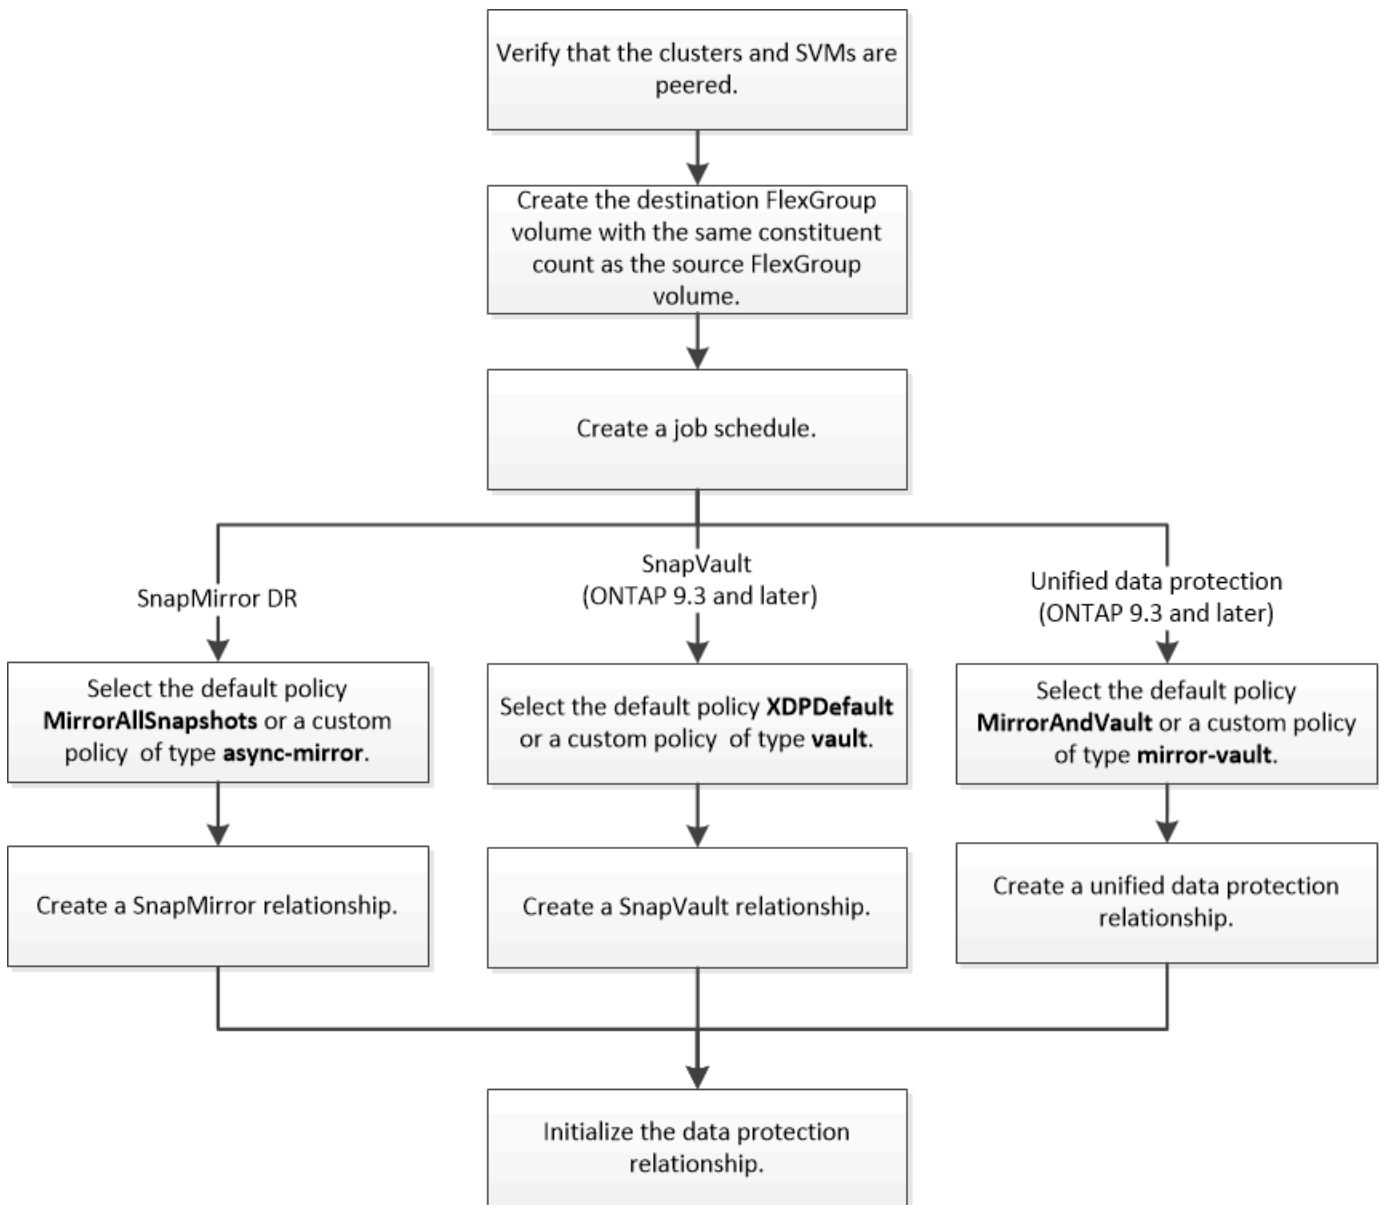 Verify that the clusters and SVMs are
peered.
Create the destination FlexGroup
volume with the same constituent
count as the source FlexGroup
volume.
Create a job schedule.
SnapMirror DR
SnapVault
(ONTAP 9.3 and later)
Unified data protection
(ONTAP 9.3 and later)
Select the default policy
MirrorAllSnapshots or a custom
policy of type async-mirror.
Select the default policy XDPDefault
or a custom policy of type vault.
Select the default policy
MirrorAndVault or a custom policy
of type mirror-vault.
Create a SnapMirror relationship.
Create a SnapVault relationship.
Create a unified data protection
relationship.
Initialize the data protection
relationship.